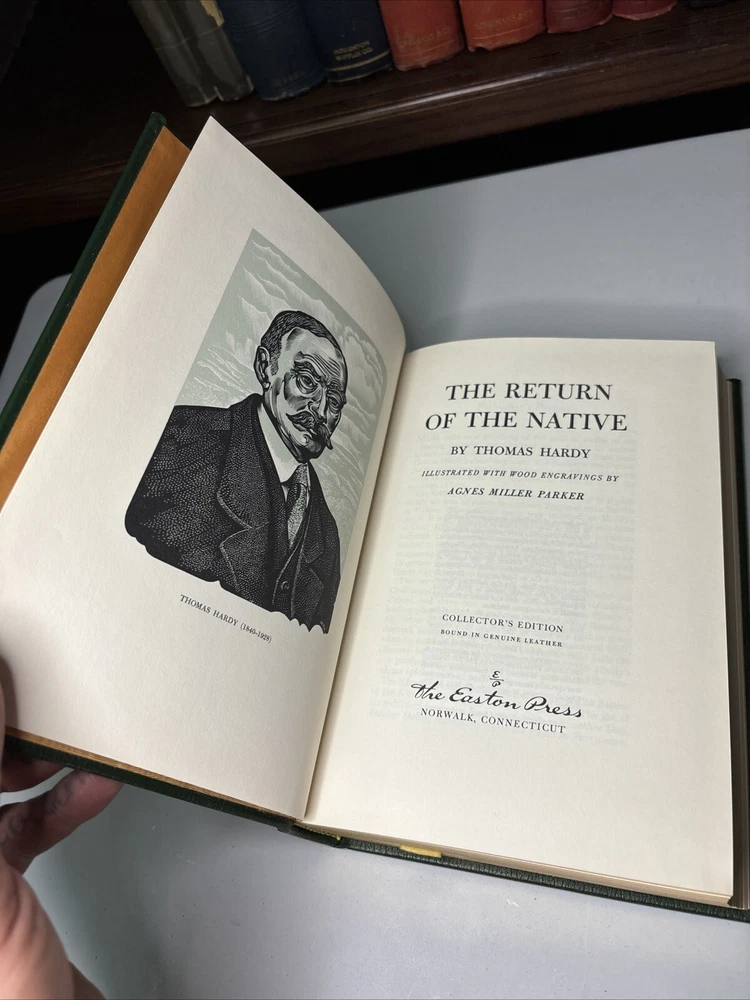 THOMAS HARDY (1840-1928)
THE RETURN
OF THE NATIVE
BY THOMAS HARDY
ILLUSTRATED WITH WOOD ENGRAVINGS BY
AGNES MILLER PARKER
COLLECTOR'S EDITION
BOUND IN GENUINE LEATHER
E/P
the Easton Press
NORWALK, CONNECTICUT